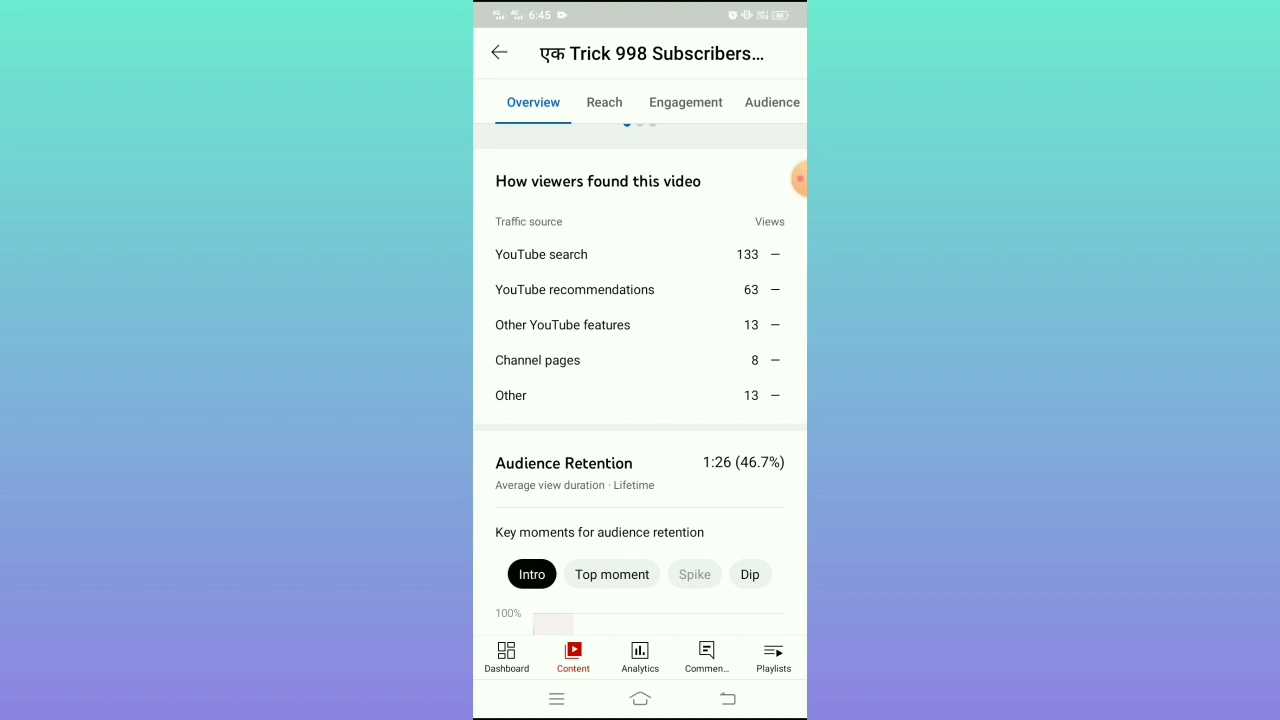 6:45
एक Trick 998 Subscribers...
Overview Reach Engagement Audience
How viewers found this video
Traffic source Views
YouTube search 133 —
YouTube recommendations 63 —
Other YouTube features 13 —
Channel pages 8 —
Other 13 —
Audience Retention 1:26 (46.7%)
Average view duration · Lifetime
Key moments for audience retention
Intro Top moment Spike Dip
100%
Dashboard Content Analytics Commen... Playlists